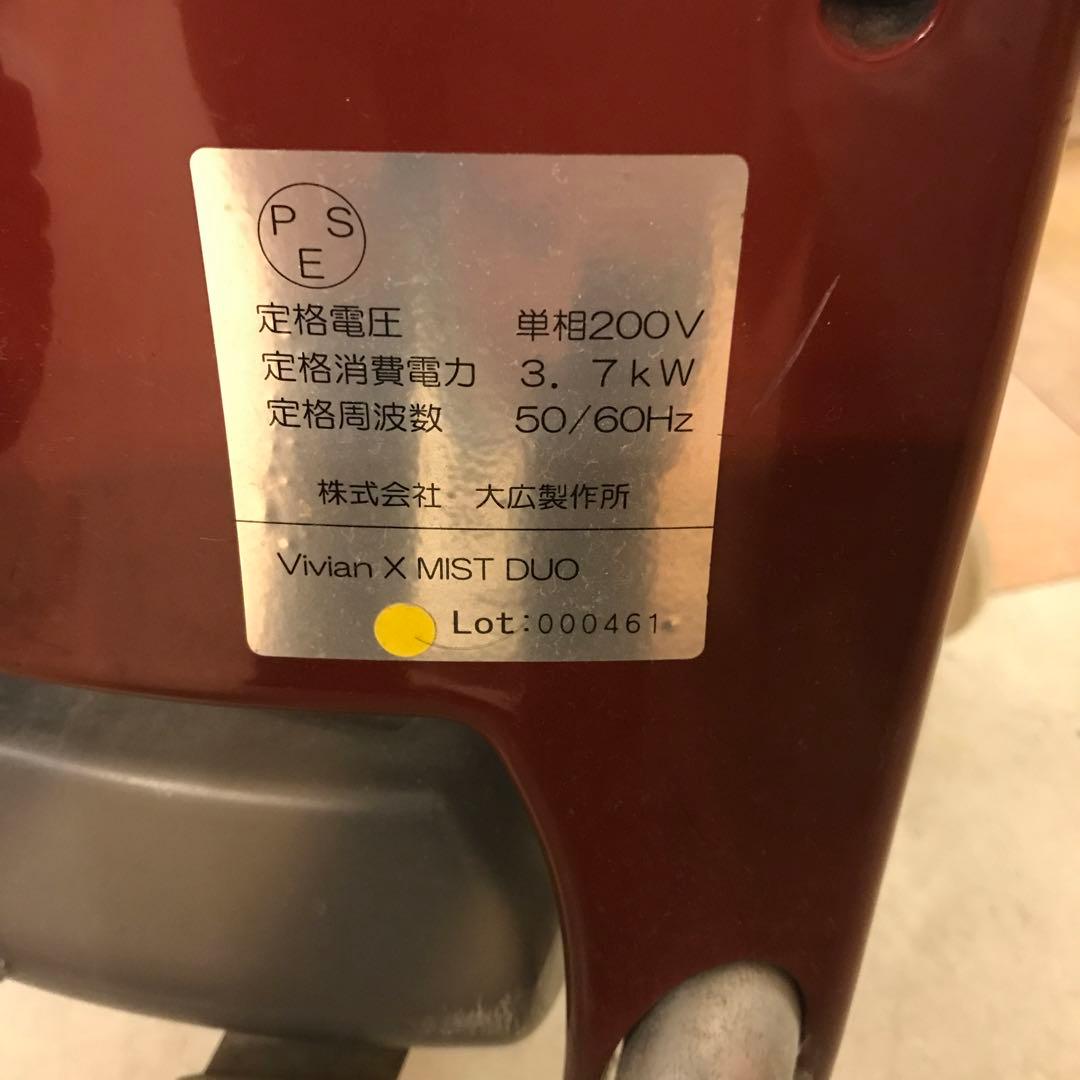 PSE
定格電圧 単相200V
定格消費電力 3.7kW
定格周波数 50/60Hz
株式会社 大広製作所
Vivian X MIST DUO
Lot:000461